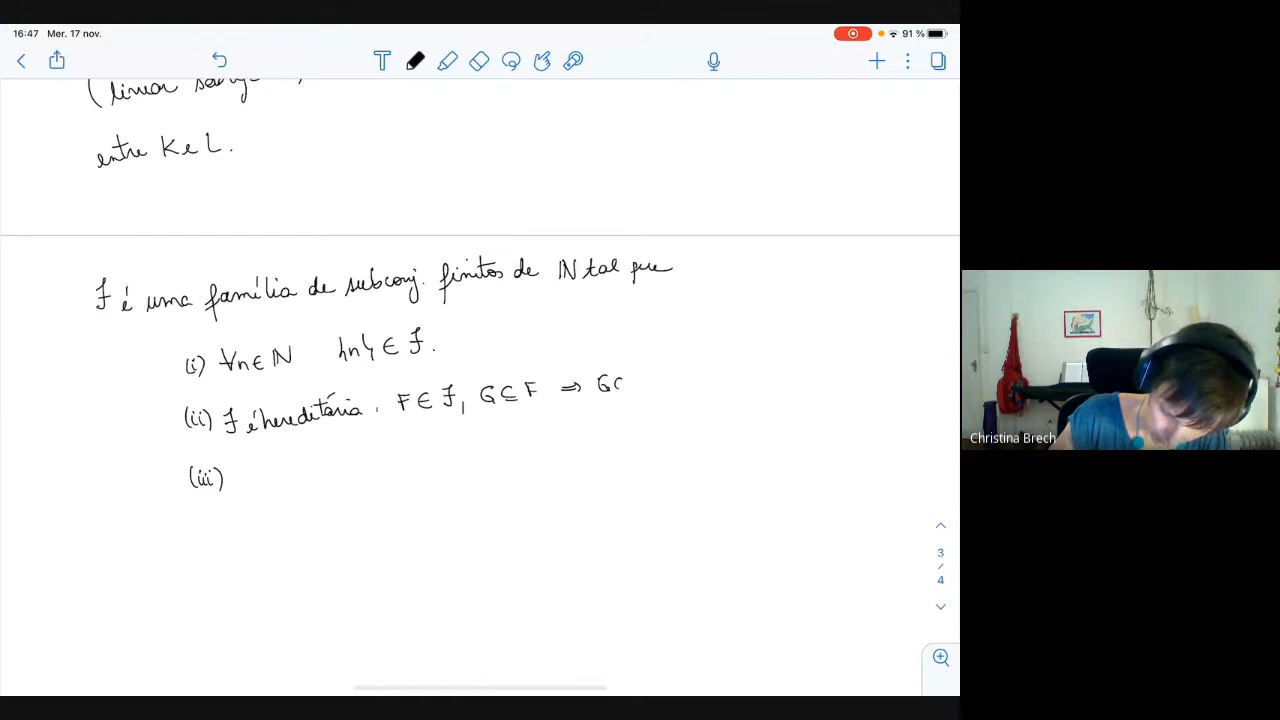 16:47 Mer. 17 nov. 91 %
(linear
entre K e L.
F é uma família de subconj. finitos de ℕ tal que
(i) ∀n∈ℕ {n} ∈ F.
(ii) F é hereditária. F ∈ F, G ⊆ F ⇒ G
(iii)
Christina Brech
3
/
4